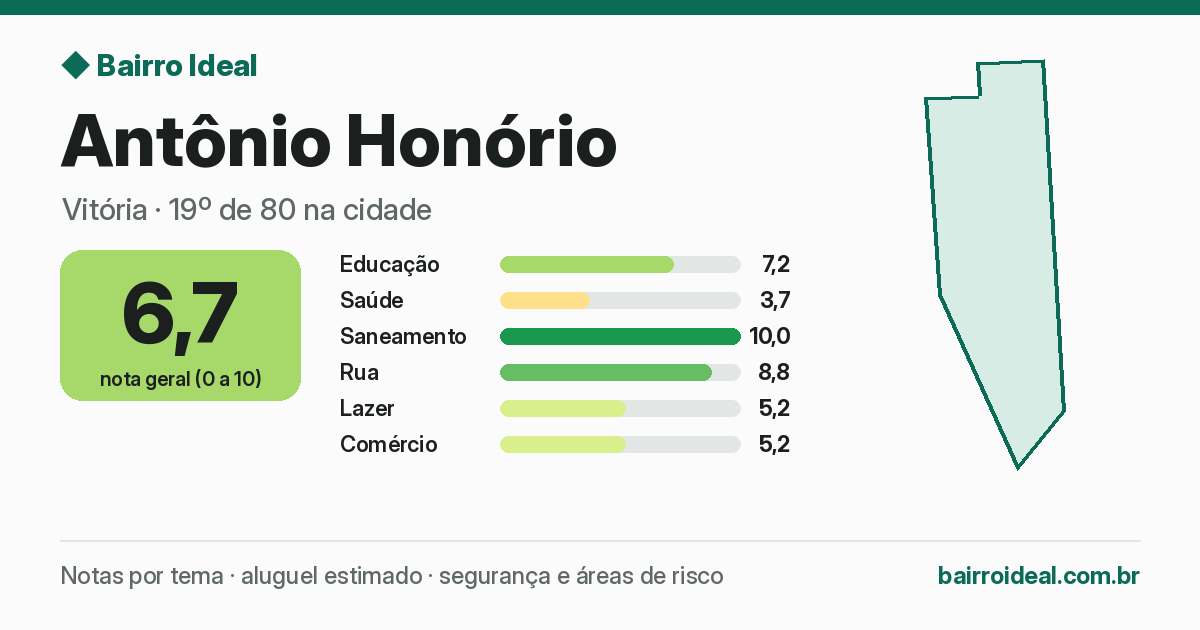 Bairro Ideal
Antônio Honório
Vitória · 19º de 80 na cidade
6,7
nota geral (0 a 10)
Educação 7,2
Saúde 3,7
Saneamento 10,0
Rua 8,8
Lazer 5,2
Comércio 5,2
Notas por tema · aluguel estimado · segurança e áreas de risco
bairroideal.com.br